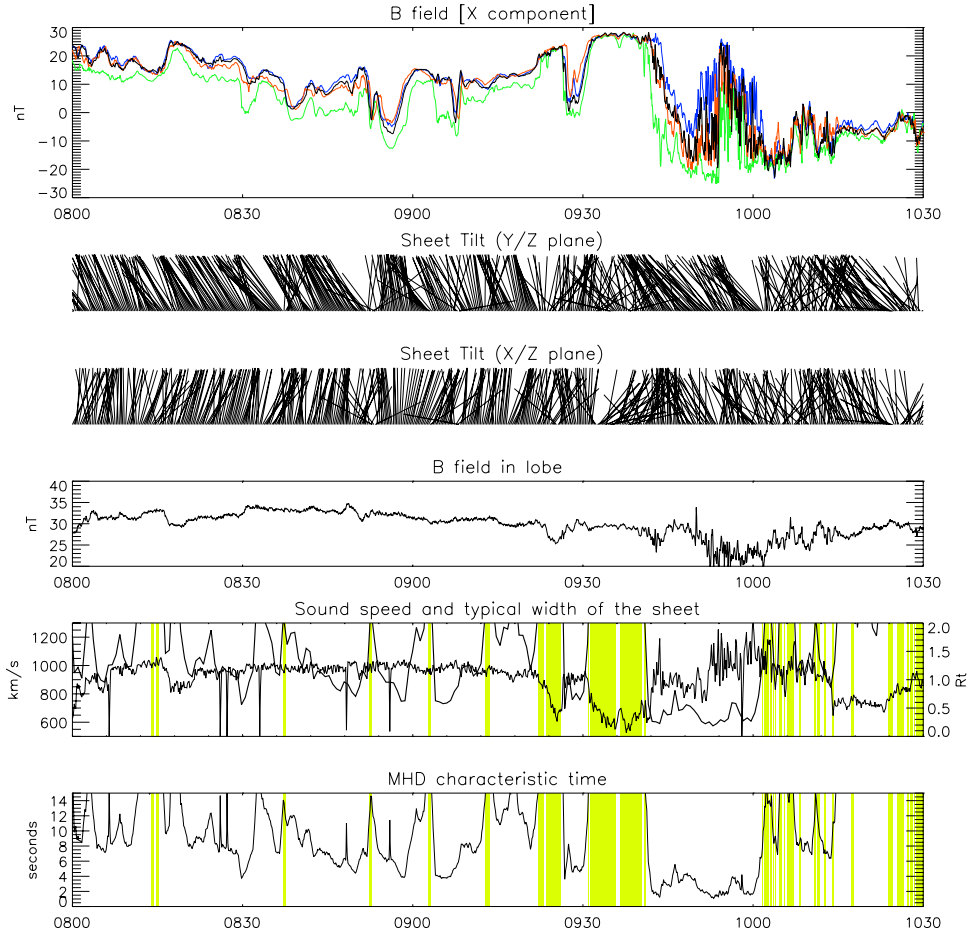 B field [X component]
30
20
10
0
−10
−20
−30
nT
0800 0830 0900 0930 1000 1030
Sheet Tilt (Y/Z plane)
Sheet Tilt (X/Z plane)
B field in lobe
40
35
30
25
20
nT
0800 0830 0900 0930 1000 1030
Sound speed and typical width of the sheet
1200
1000
800
600
km/s
2.0
1.5
1.0
0.5
0.0
Rt
MHD characteristic time
14
12
10
8
6
4
2
0
seconds
0800 0830 0900 0930 1000 1030